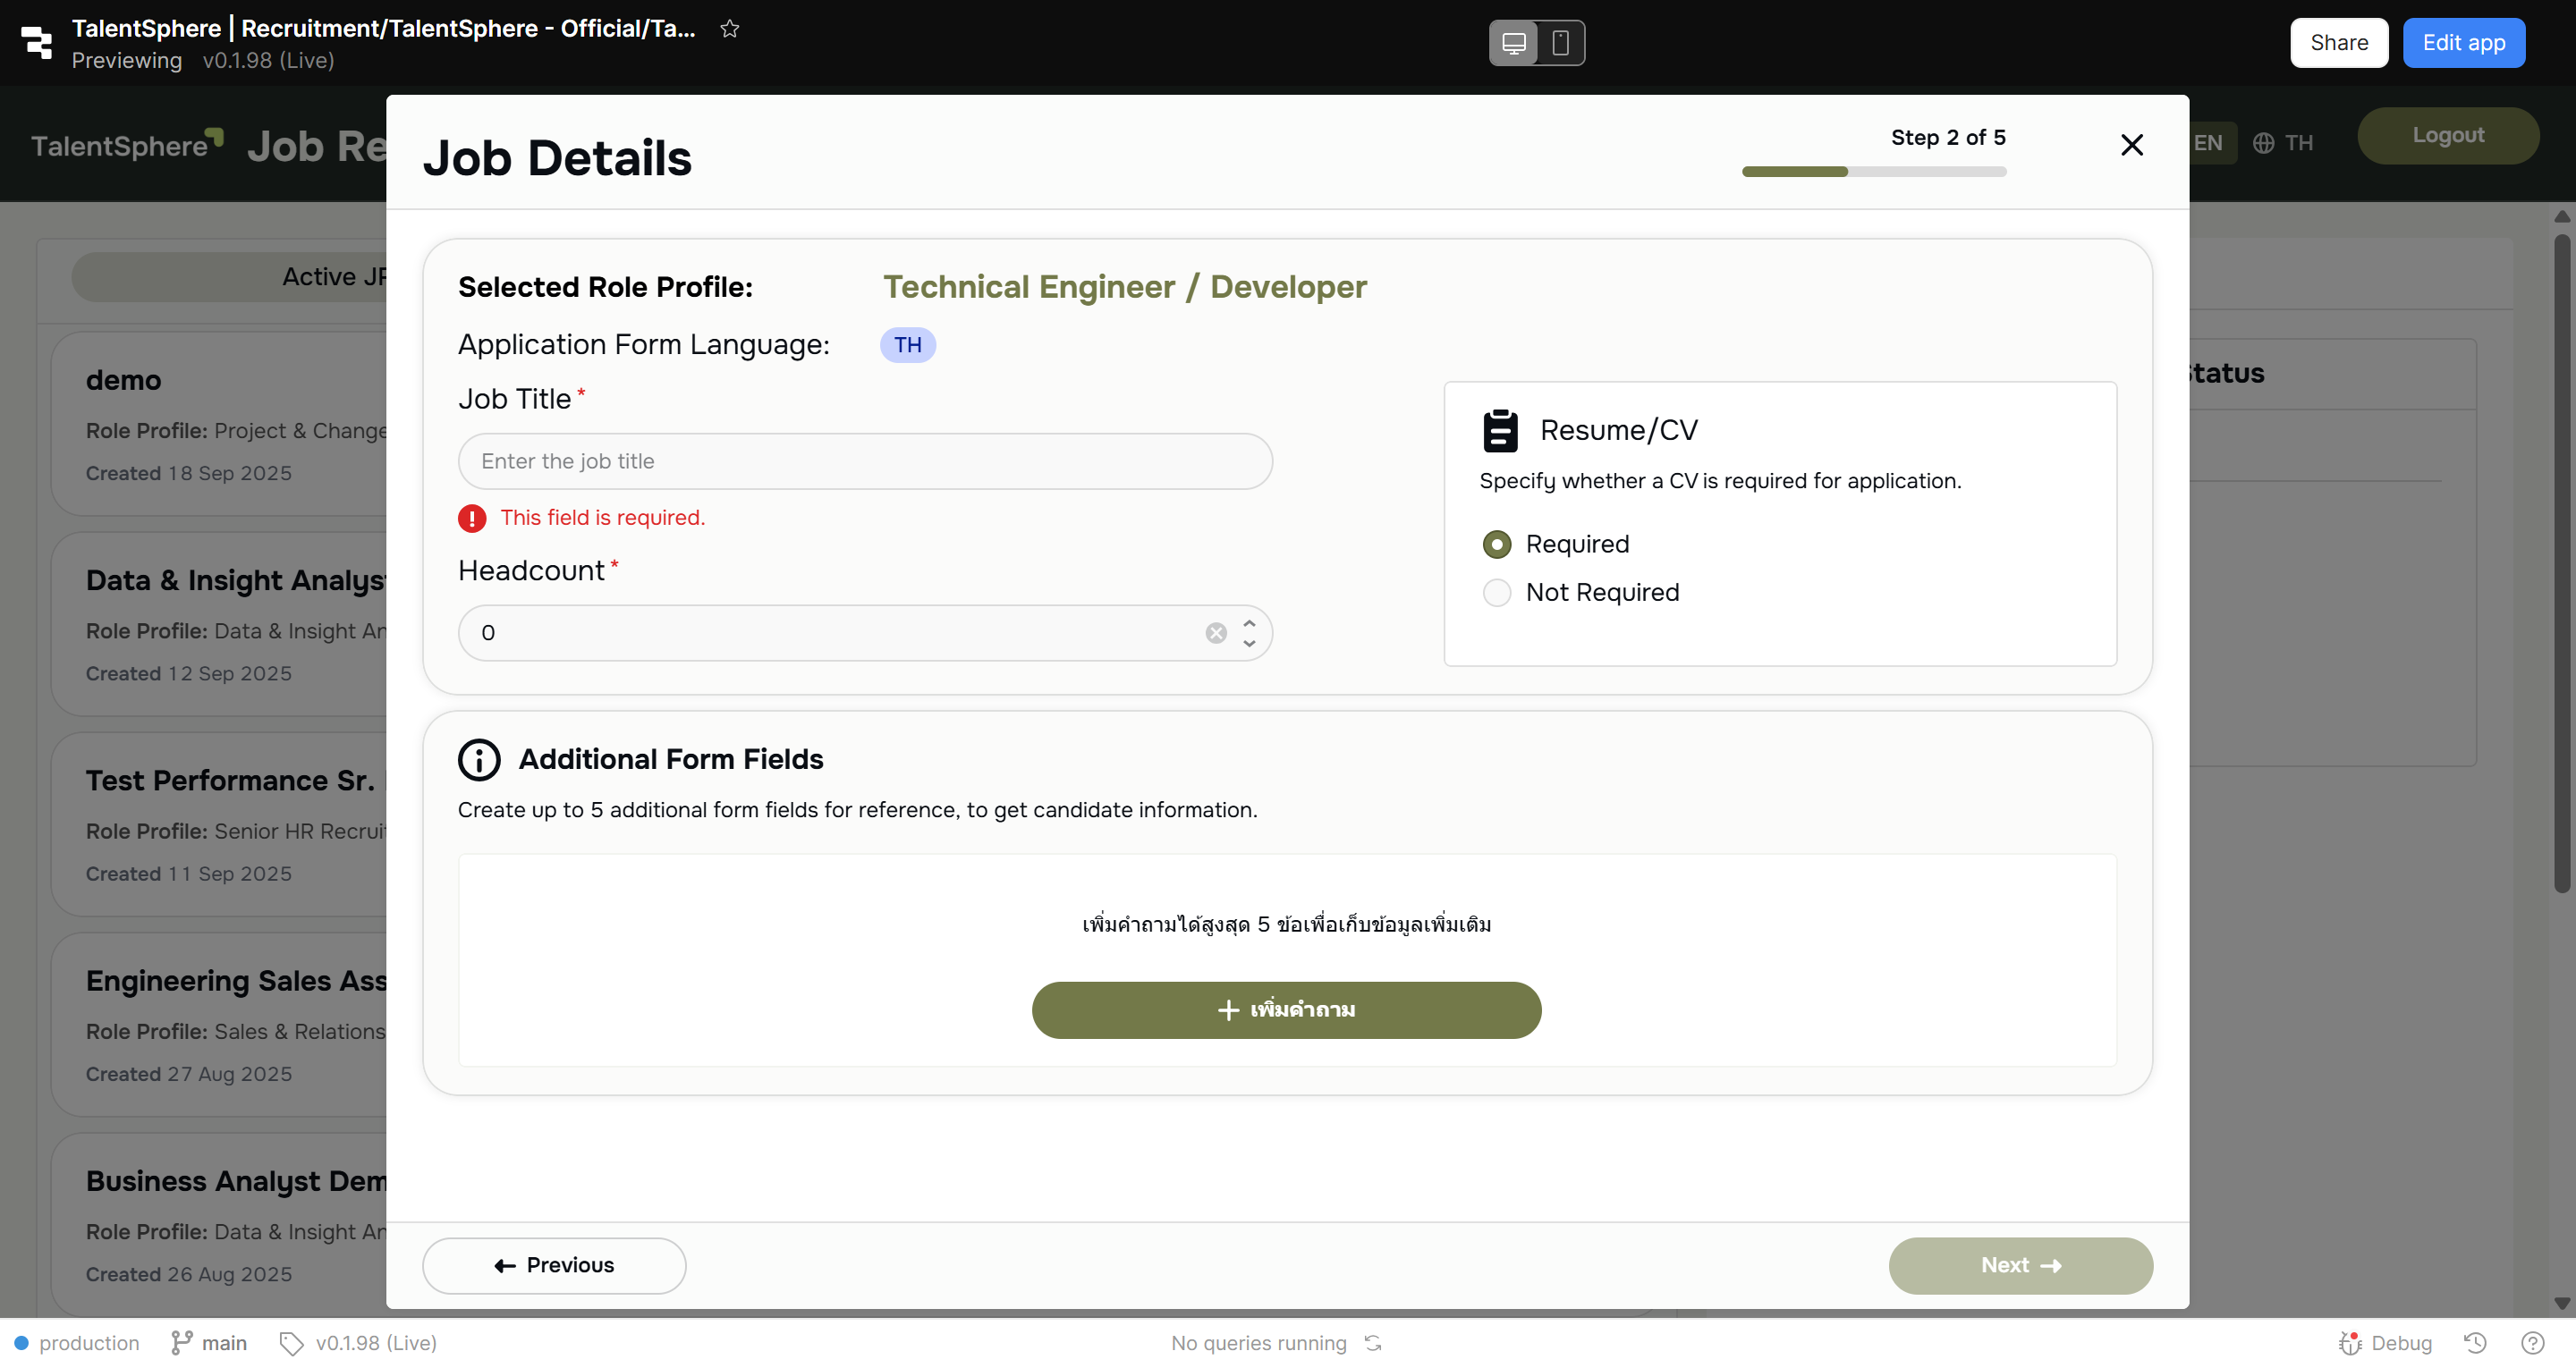 TalentSphere | Recruitment/TalentSphere - Official/Ta...
Previewing v0.1.98 (Live)
Share
Edit app
TalentSphere
Job Re
EN
TH
Logout
Job Details
Step 2 of 5
Active JR
demo
Role Profile: Project & Change
Created 18 Sep 2025
Data & Insight Analyst
Role Profile: Data & Insight An
Created 12 Sep 2025
Test Performance Sr.
Role Profile: Senior HR Recruit
Created 11 Sep 2025
Engineering Sales Ass
Role Profile: Sales & Relations
Created 27 Aug 2025
Business Analyst Dem
Role Profile: Data & Insight An
Created 26 Aug 2025
Selected Role Profile: Technical Engineer / Developer
Application Form Language: TH
Job Title *
Enter the job title
This field is required.
Headcount *
0
Resume/CV
Specify whether a CV is required for application.
Required
Not Required
Status
Additional Form Fields
Create up to 5 additional form fields for reference, to get candidate information.
เพิ่มคำถามได้สูงสุด 5 ข้อเพื่อเก็บข้อมูลเพิ่มเติม
+ เพิ่มคำถาม
← Previous
Next →
production
main
v0.1.98 (Live)
No queries running
Debug